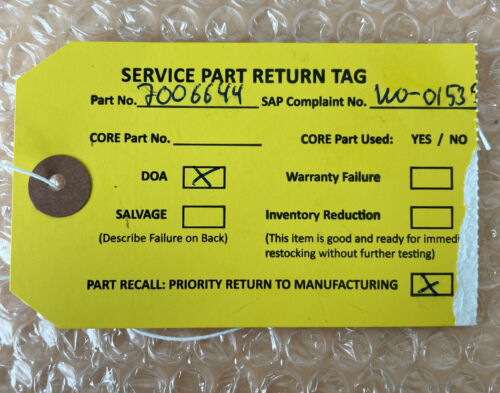 SERVICE PART RETURN TAG
Part No. 7006644 SAP Complaint No. WO-0153
CORE Part No. CORE Part Used: YES / NO
DOA X Warranty Failure
SALVAGE Inventory Reduction
(Describe Failure on Back) (This item is good and ready for immedi
restocking without further testing)
PART RECALL: PRIORITY RETURN TO MANUFACTURING X